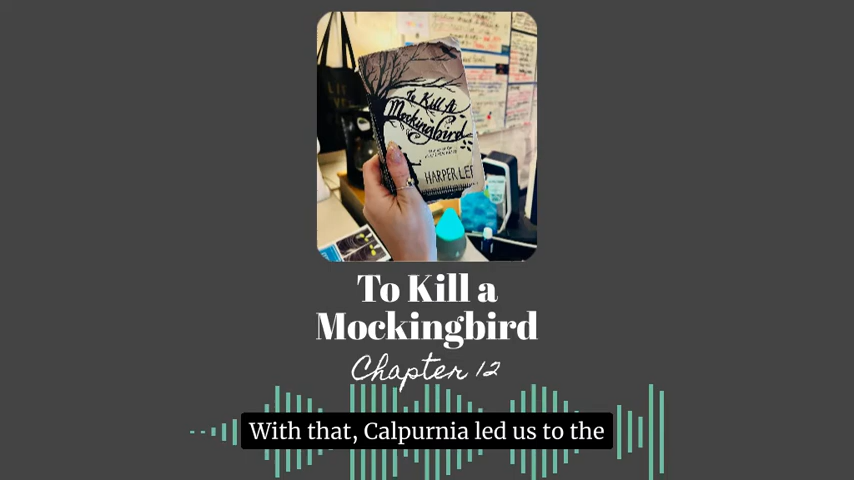 To Kill A
Mockingbird
HARPER LEE
To Kill a
Mockingbird
Chapter 12
With that, Calpurnia led us to the